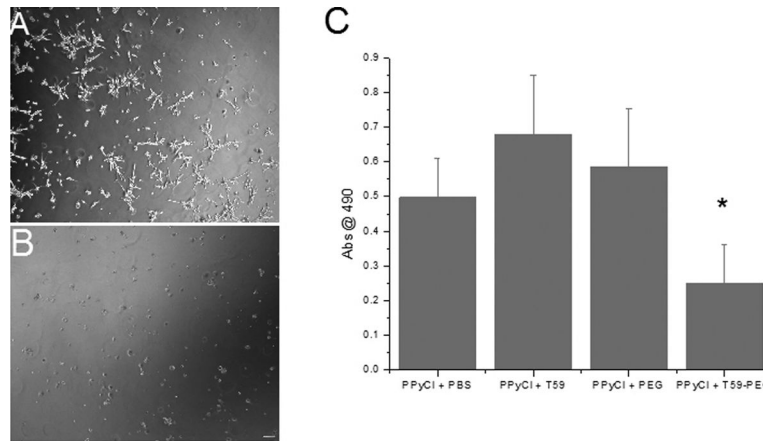 A
B
C
0.9
0.8
0.7
0.6
0.5
0.4
0.3
0.2
0.1
0.0
Abs @ 490
*
PPyCl + PBS
PPyCl + T59
PPyCl + PEG
PPyCl + T59-PE